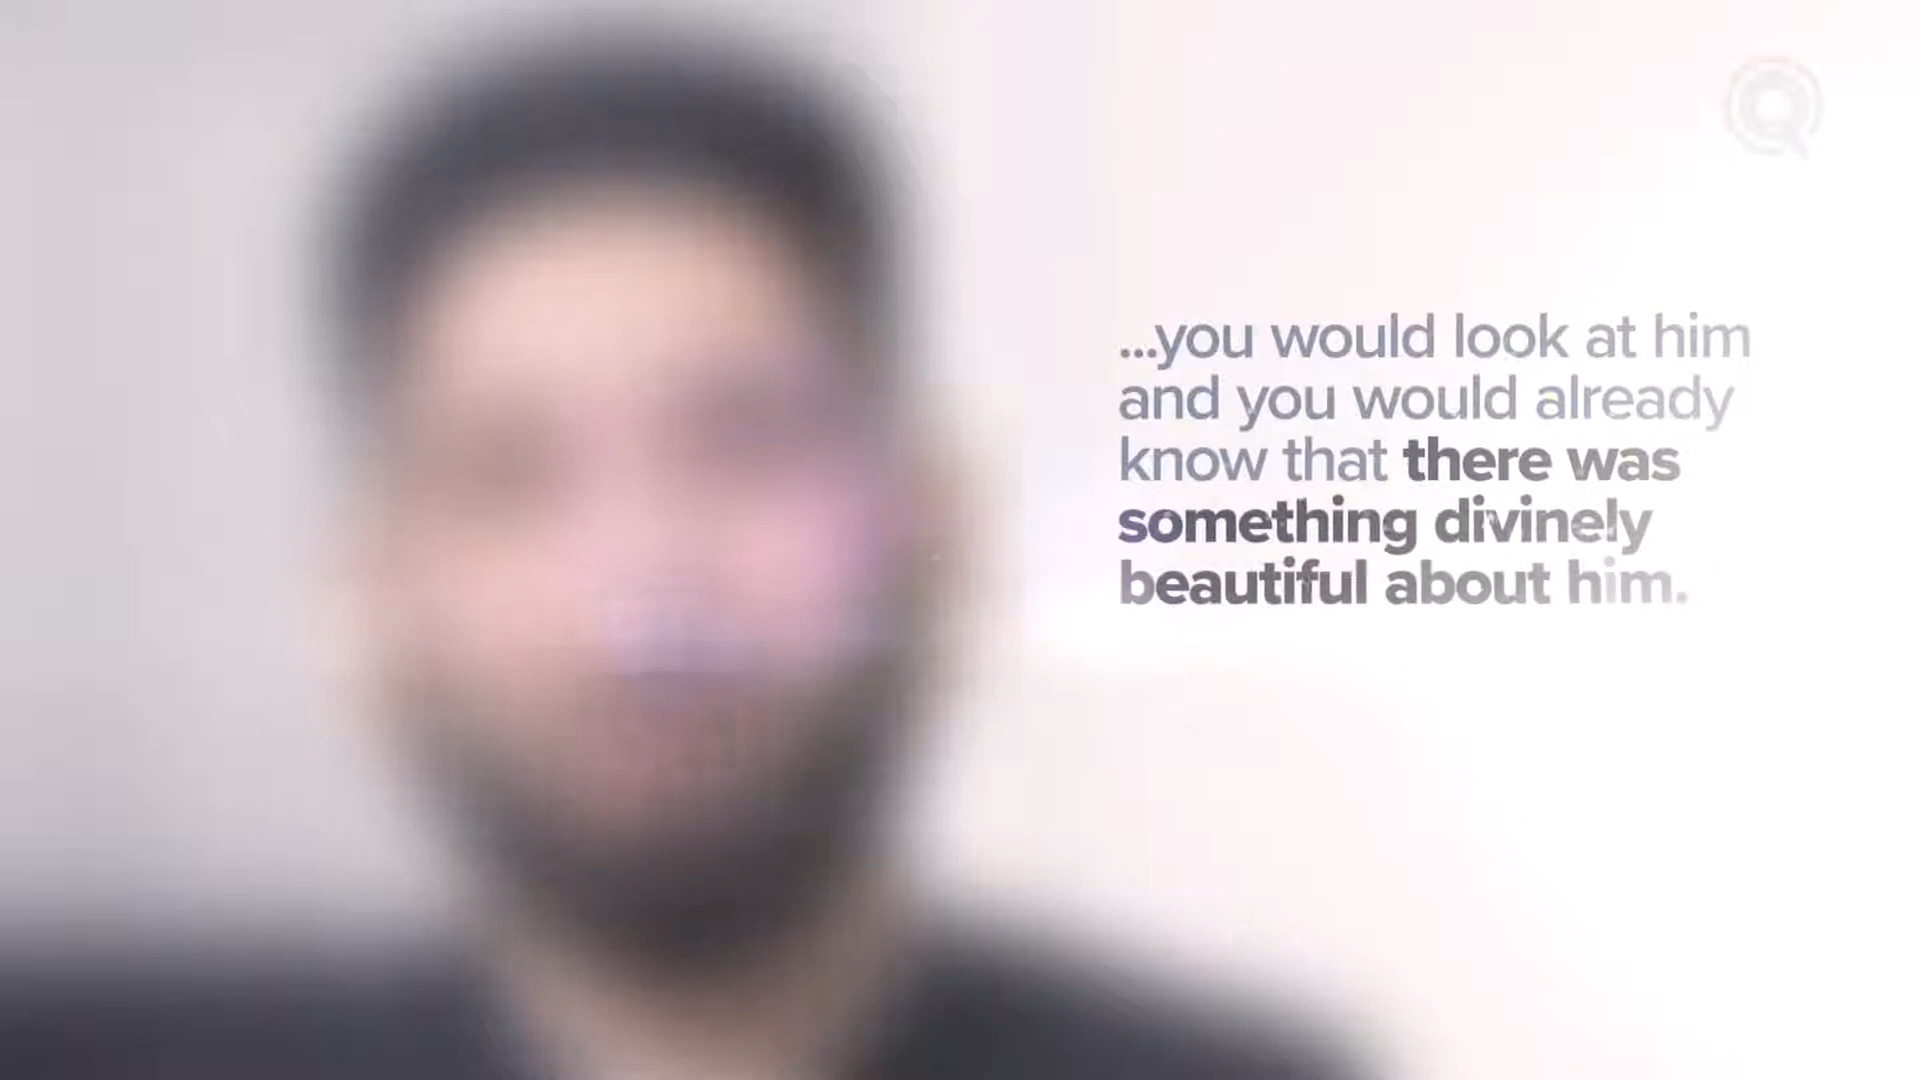 ...you would look at him
and you would already
know that there was
something divinely
beautiful about him.